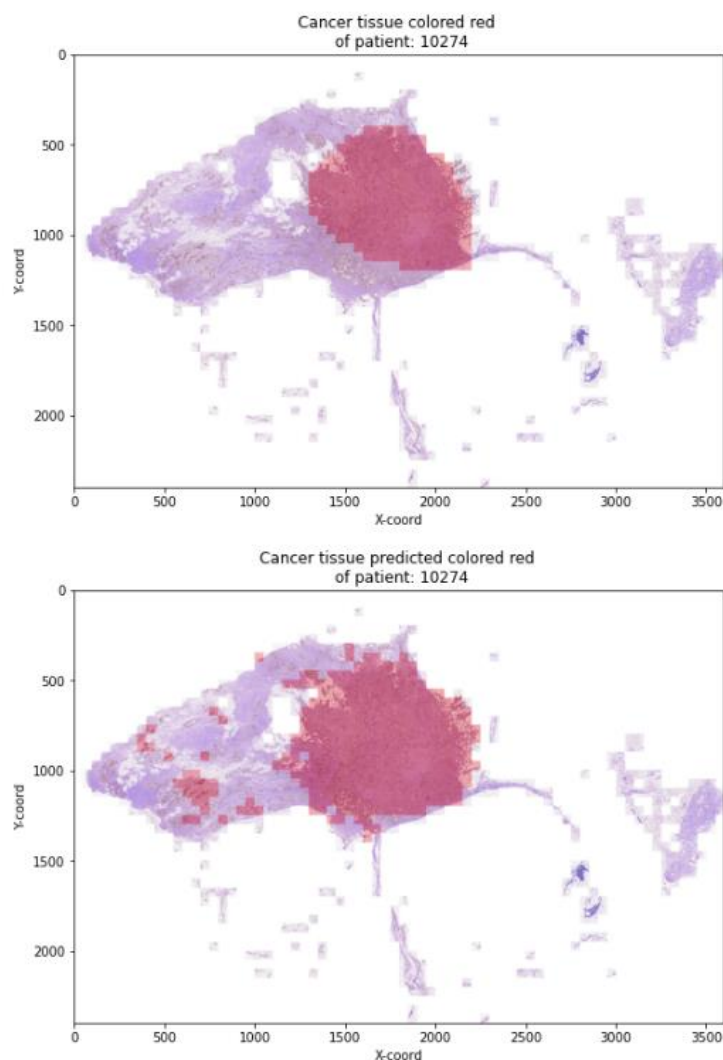 Cancer tissue colored red
of patient: 10274
0
500
1000
1500
2000
Y-coord
0 500 1000 1500 2000 2500 3000 3500
X-coord
Cancer tissue predicted colored red
of patient: 10274
0
500
1000
1500
2000
Y-coord
0 500 1000 1500 2000 2500 3000 3500
X-coord